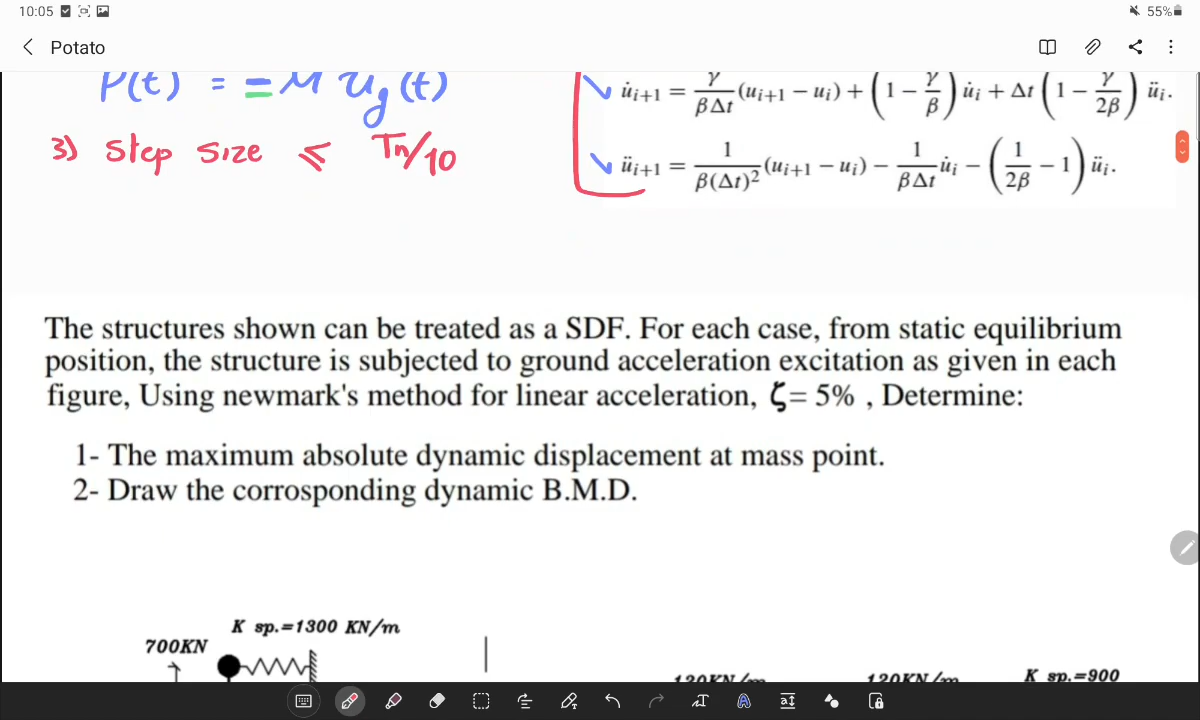 10:05
55%
Potato
P(t) = = M ü g (t)
3) Step size ≤ Tn/10
u̇i+1 = γ/βΔt (ui+1 − ui) + (1 − γ/β) u̇i + Δt (1 − γ/2β) üi.
üi+1 = 1/β(Δt)² (ui+1 − ui) − 1/βΔt u̇i − (1/2β − 1) üi.
The structures shown can be treated as a SDF. For each case, from static equilibrium
position, the structure is subjected to ground acceleration excitation as given in each
figure, Using newmark's method for linear acceleration, ζ= 5% , Determine:
1- The maximum absolute dynamic displacement at mass point.
2- Draw the corrosponding dynamic B.M.D.
K sp.=1300 KN/m
700KN
120KN/m 120KN/m K sp.=900